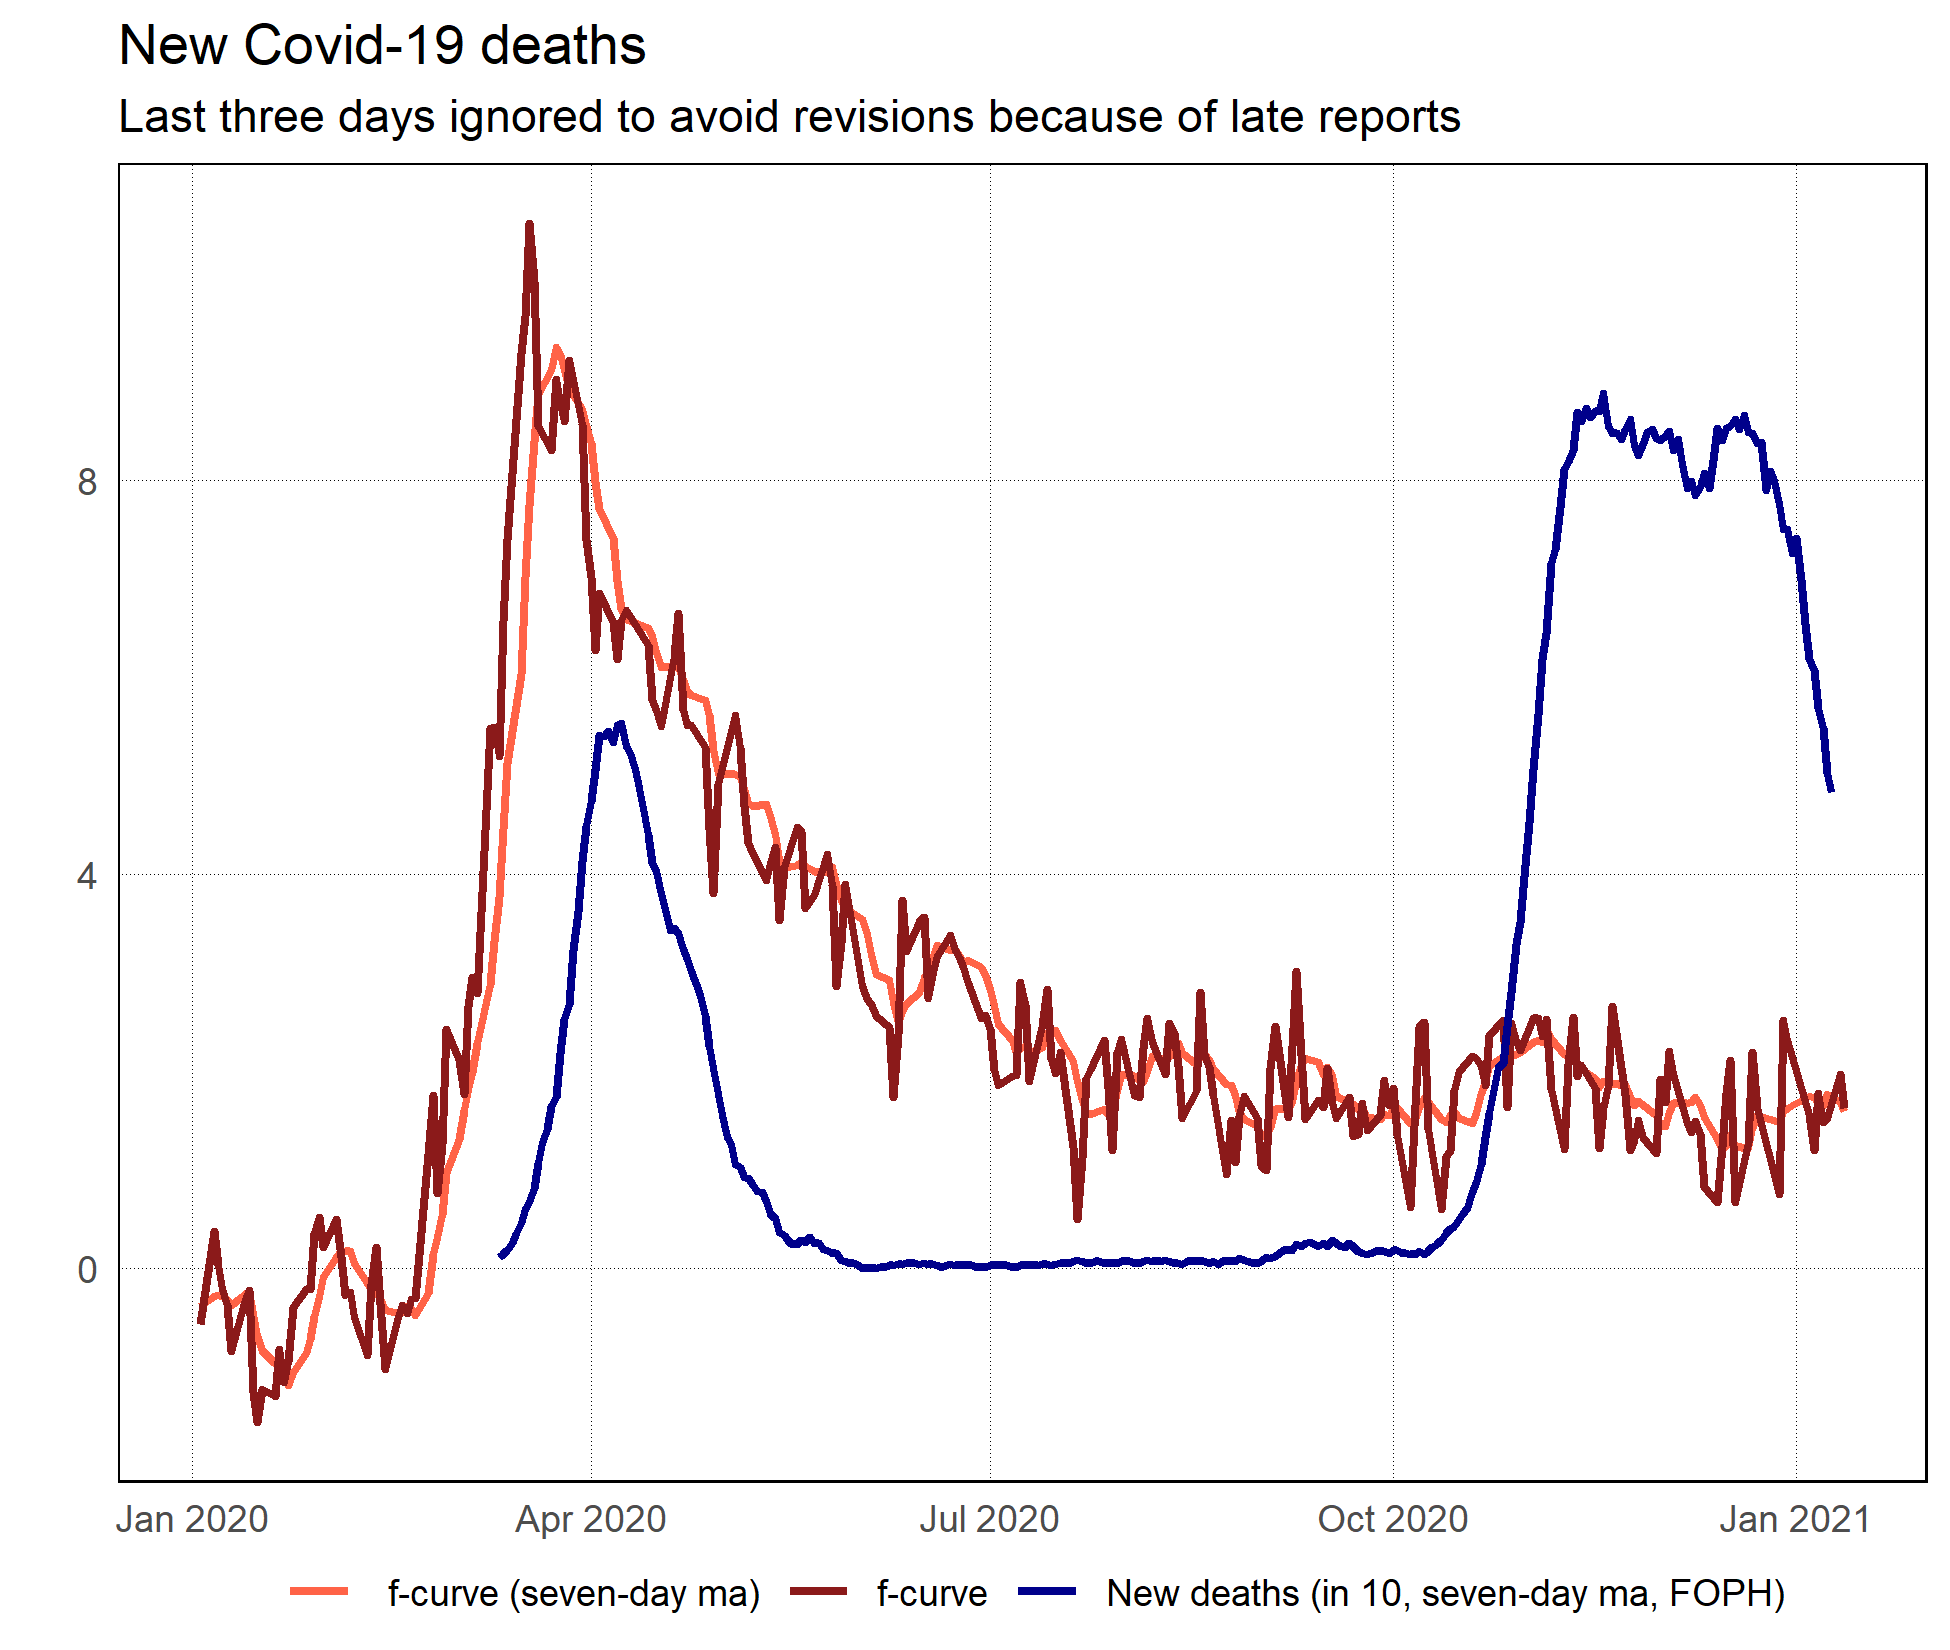 New Covid-19 deaths
Last three days ignored to avoid revisions because of late reports
8
4
0
Jan 2020 Apr 2020 Jul 2020 Oct 2020 Jan 2021
f-curve (seven-day ma) f-curve New deaths (in 10, seven-day ma, FOPH)